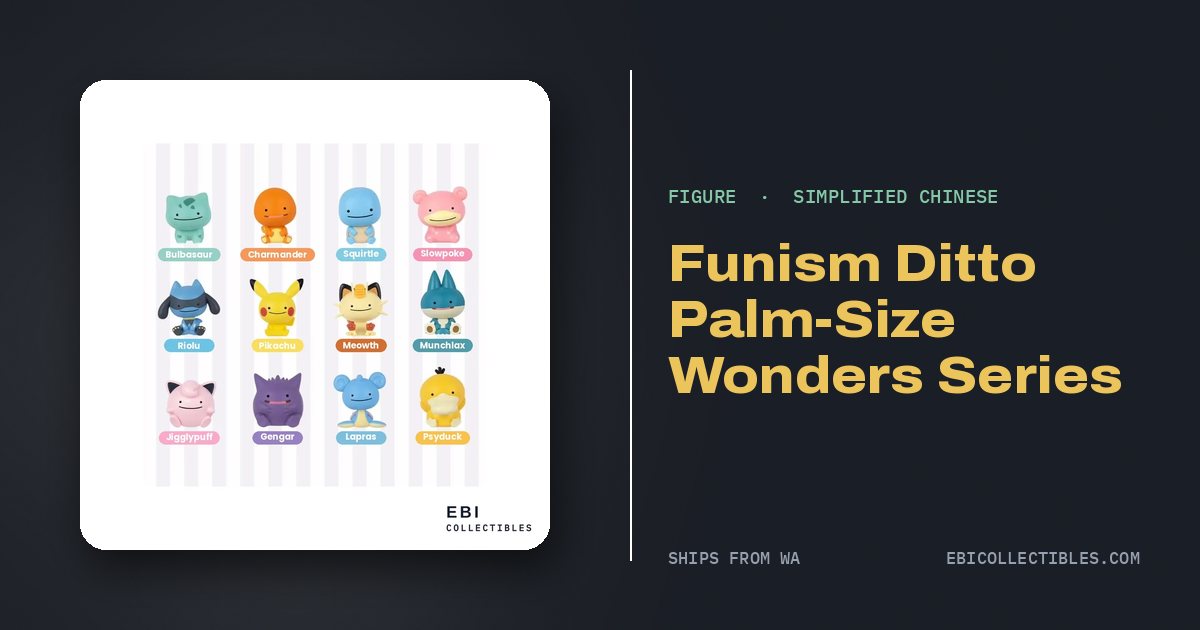 Bulbasaur Charmander Squirtle Slowpoke
Riolu Pikachu Meowth Munchlax
Jigglypuff Gengar Lapras Psyduck
EBI
COLLECTIBLES
FIGURE · SIMPLIFIED CHINESE
Funism Ditto
Palm-Size
Wonders Series
SHIPS FROM WA
EBICOLLECTIBLES.COM